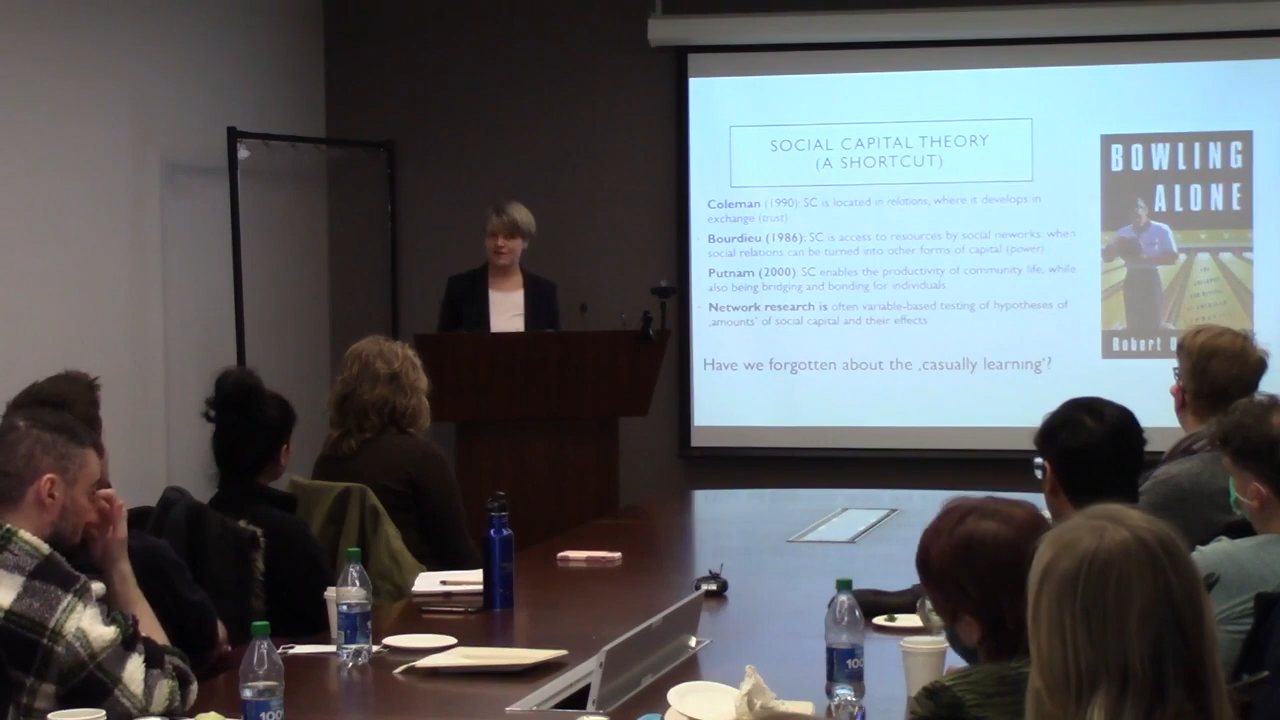 SOCIAL CAPITAL THEORY
(A SHORTCUT)
Coleman (1990): SC is located in relations, where it develops in
exchange (trust)
Bourdieu (1986): SC is access to resources by social neworks; when
social relations can be turned into other forms of capital (power)
Putnam (2000): SC enables the productivity of community life, while
also being bridging and bonding for individuals
Network research is often variable-based testing of hypotheses of
‚amounts' of social capital and their effects
Have we forgotten about the ‚casually learning'?
BOWLING
ALONE
Robert
100
100